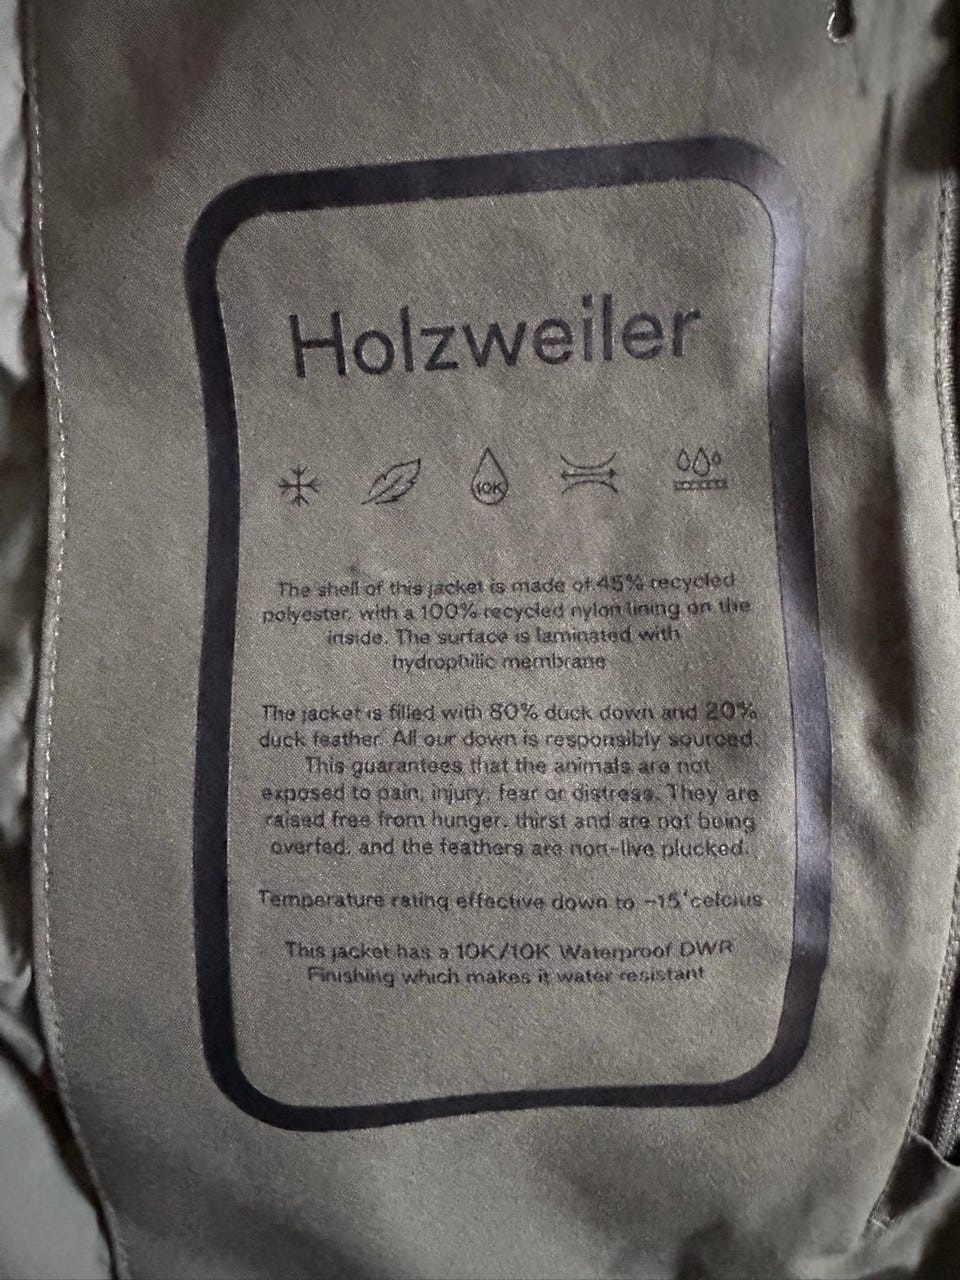 Holzweiler
10K
The shell of this jacket is made of 45% recycled
polyester, with a 100% recycled nylon lining on the
inside. The surface is laminated with
hydrophilic membrane
The jacket is filled with 80% duck down and 20%
duck feather. All our down is responsibly sourced.
This guarantees that the animals are not
exposed to pain, injury, fear or distress. They are
raised free from hunger, thirst and are not being
overfed, and the feathers are non-live plucked.
Temperature rating effective down to -15°celcius
This jacket has a 10K/10K Waterproof DWR
Finishing which makes it water resistant